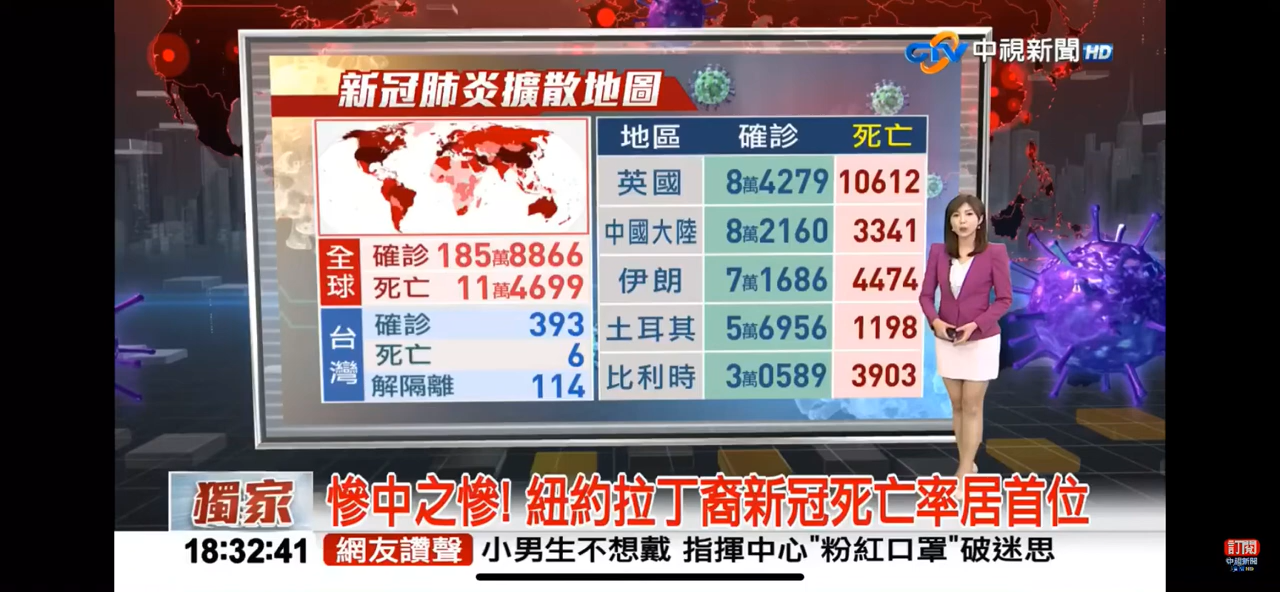 CTV 中視新聞 HD
新冠肺炎擴散地圖
全球
確診 185萬8866
死亡 11萬4699
台灣
確診 393
死亡 6
解隔離 114
地區 確診 死亡
英國 8萬4279 10612
中國大陸 8萬2160 3341
伊朗 7萬1686 4474
土耳其 5萬6956 1198
比利時 3萬0589 3903
獨家 慘中之慘! 紐約拉丁裔新冠死亡率居首位
18:32:41 網友讚聲 小男生不想戴 指揮中心"粉紅口罩"破迷思
訂閱
中視新聞
CTV HD